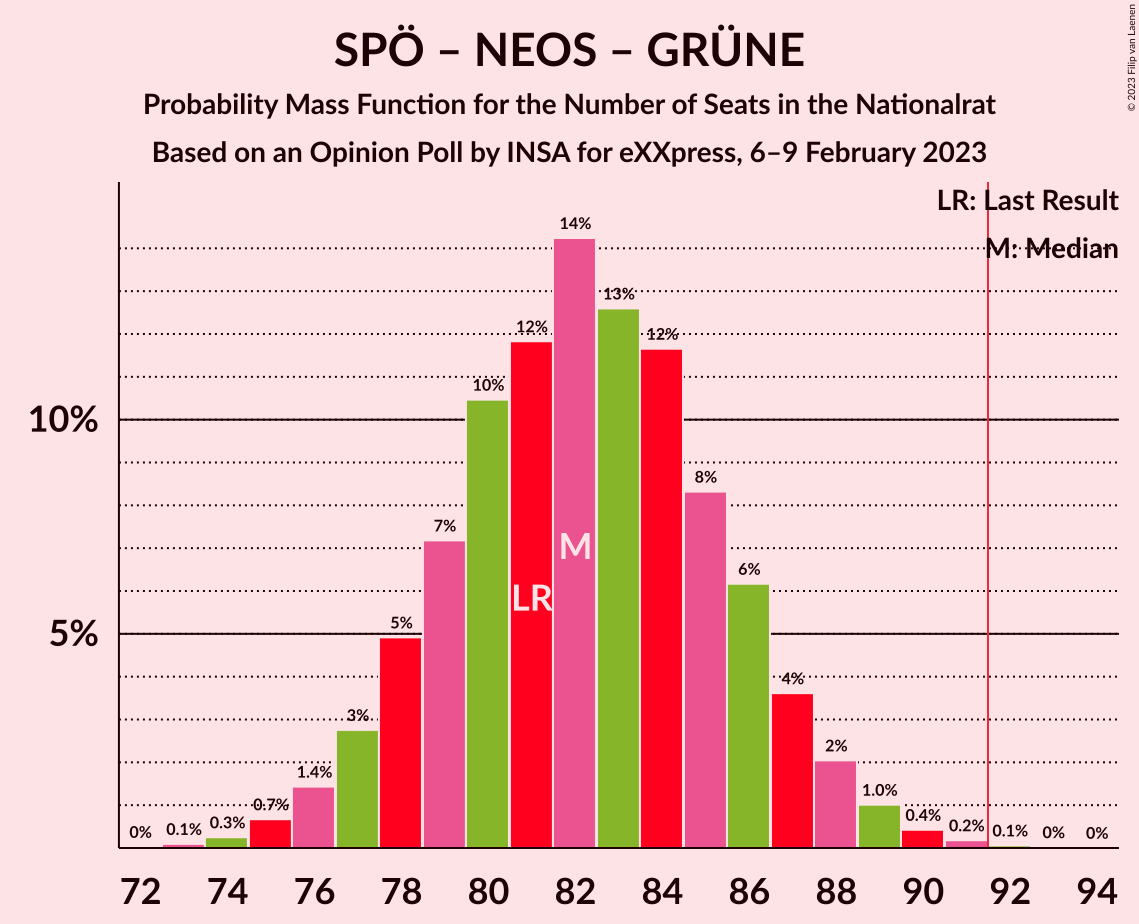 SPÖ – NEOS – GRÜNE
Probability Mass Function for the Number of Seats in the Nationalrat
Based on an Opinion Poll by INSA for eXXpress, 6–9 February 2023
© 2023 Filip van Laenen
LR: Last Result
M: Median
10%
5%
0%
0.1%
0.3%
0.7%
1.4%
3%
5%
7%
10%
12%
14%
13%
12%
8%
6%
4%
2%
1.0%
0.4%
0.2%
0.1%
0%
0%
LR
M
72 74 76 78 80 82 84 86 88 90 92 94